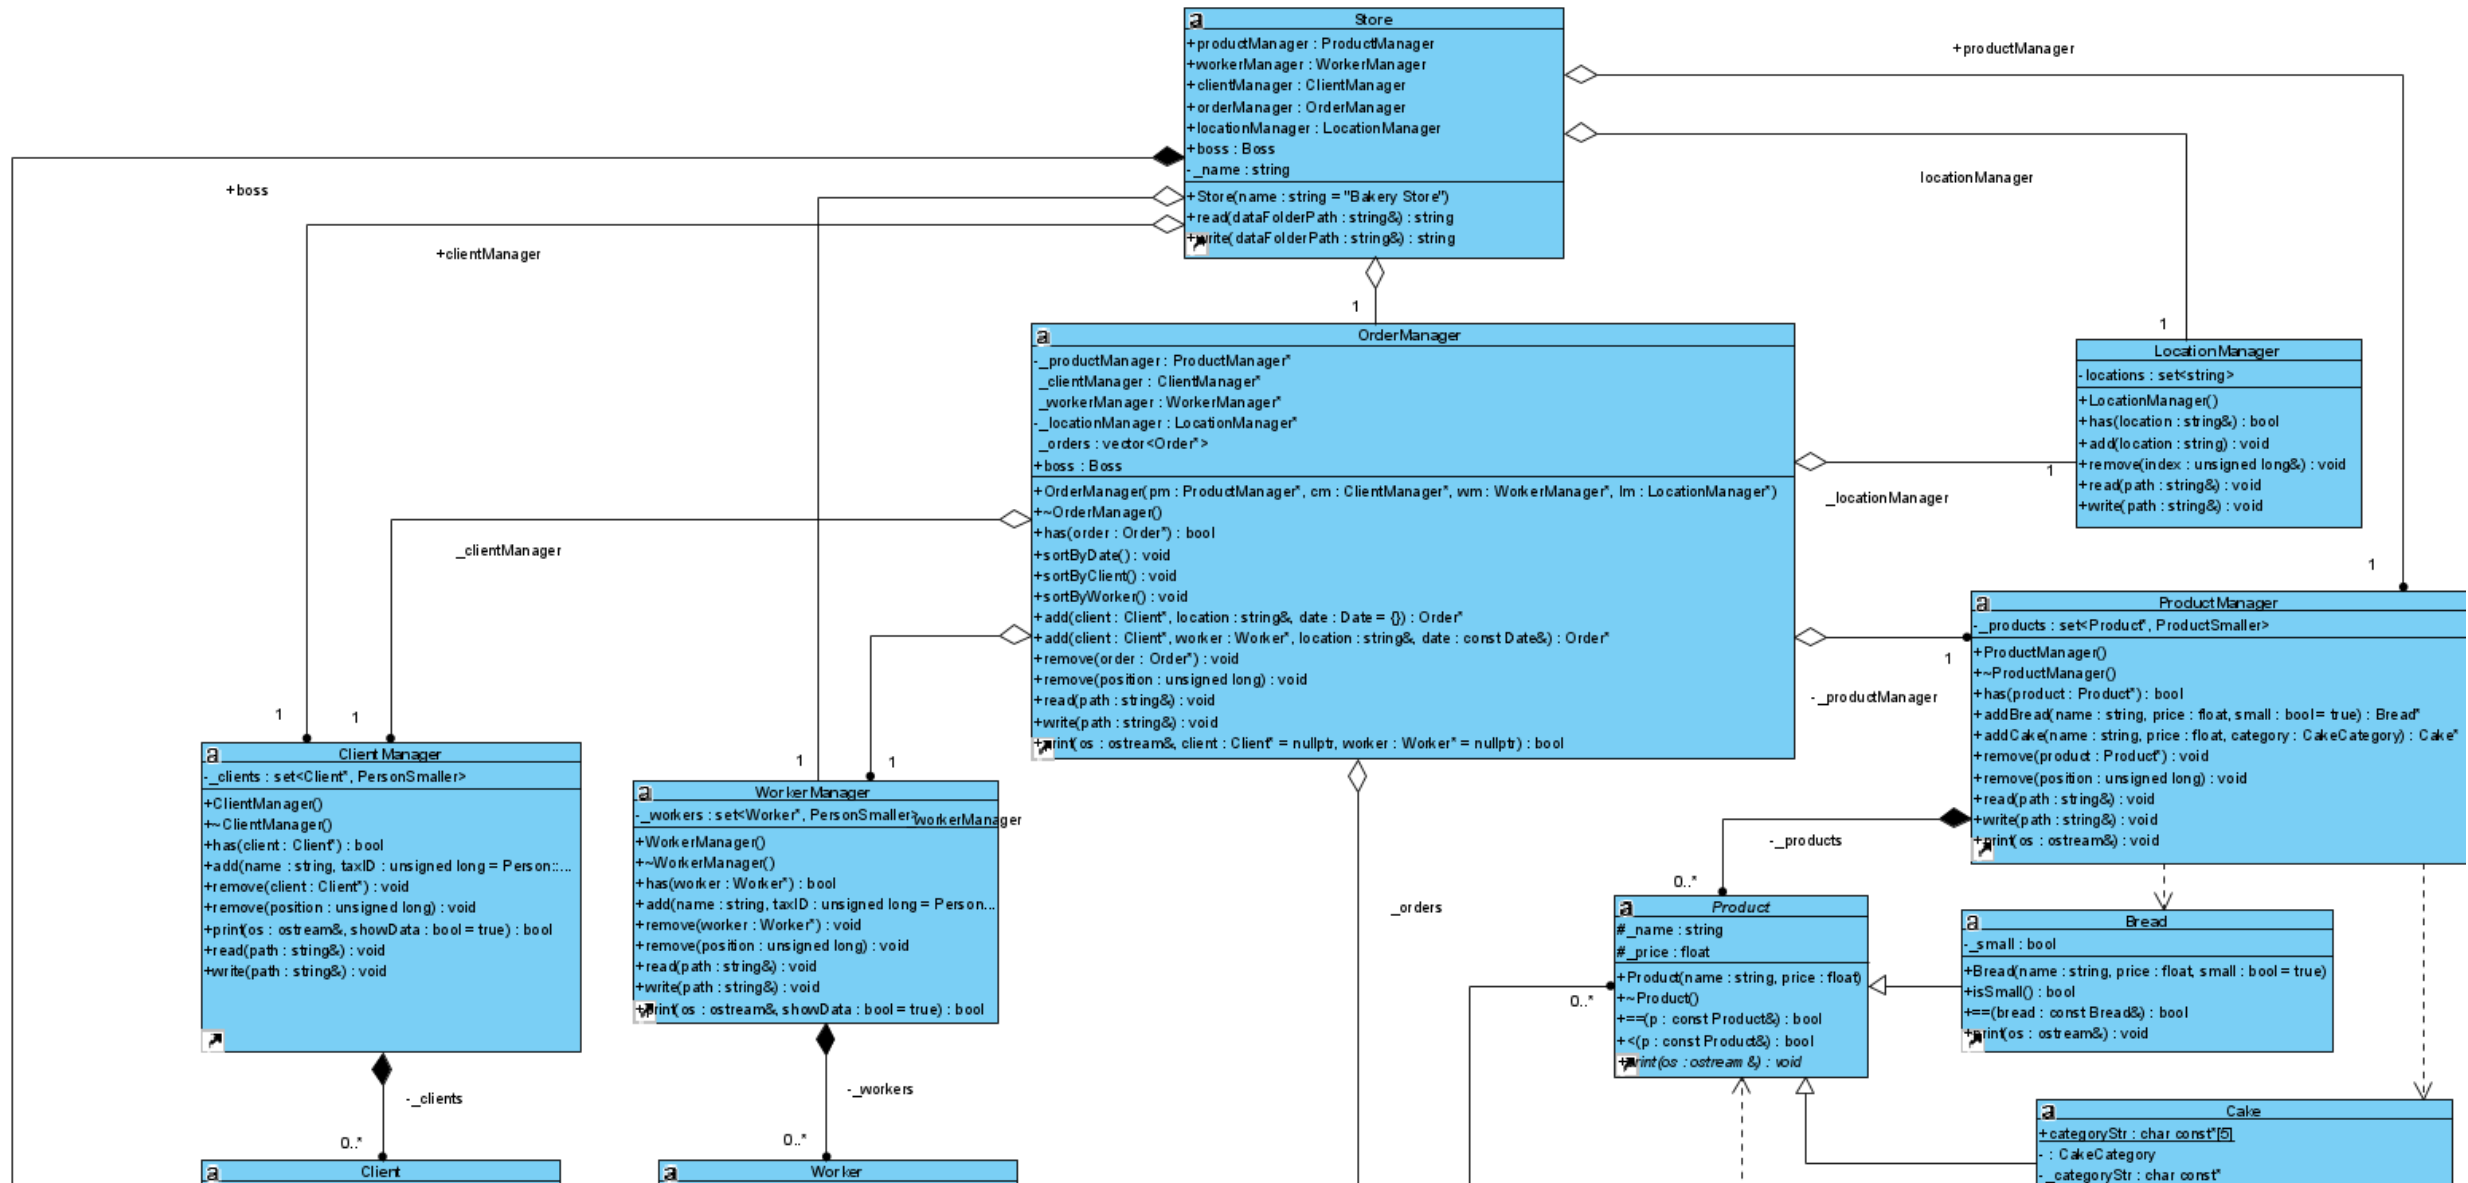 a Store
+productManager : ProductManager
+workerManager : WorkerManager
+clientManager : ClientManager
+orderManager : OrderManager
+locationManager : LocationManager
+boss : Boss
-_name : string
+Store(name : string = "Bakery Store")
+read(dataFolderPath : string&) : string
+write(dataFolderPath : string&) : string
+productManager
locationManager
+boss
+clientManager
1
1
a OrderManager
-_productManager : ProductManager*
_clientManager : ClientManager*
_workerManager : WorkerManager*
-_locationManager : LocationManager*
_orders : vector<Order*>
+boss : Boss
+OrderManager(pm : ProductManager*, cm : ClientManager*, wm : WorkerManager*, lm : LocationManager*)
+~OrderManager()
+has(order : Order*) : bool
+sortByDate() : void
+sortByClient() : void
+sortByWorker() : void
+add(client : Client*, location : string&, date : Date = {}) : Order*
+add(client : Client*, worker : Worker*, location : string&, date : const Date&) : Order*
+remove(order : Order*) : void
+remove(position : unsigned long) : void
+read(path : string&) : void
+write(path : string&) : void
+print(os : ostream&, client : Client* = nullptr, worker : Worker* = nullptr) : bool
LocationManager
-locations : set<string>
+LocationManager()
+has(location : string&) : bool
+add(location : string) : void
+remove(index : unsigned long&) : void
+read(path : string&) : void
+write(path : string&) : void
1
_locationManager
_clientManager
1
a ProductManager
-_products : set<Product*, ProductSmaller>
+ProductManager()
+~ProductManager()
+has(product : Product*) : bool
+addBread(name : string, price : float, small : bool = true) : Bread*
+addCake(name : string, price : float, category : CakeCategory) : Cake*
+remove(product : Product*) : void
+remove(position : unsigned long) : void
+read(path : string&) : void
+write(path : string&) : void
+print(os : ostream&) : void
1
-_productManager
1
1
a ClientManager
-_clients : set<Client*, PersonSmaller>
+ClientManager()
+~ClientManager()
+has(client : Client*) : bool
+add(name : string, taxID : unsigned long = Person::...
+remove(client : Client*) : void
+remove(position : unsigned long) : void
+print(os : ostream&, showData : bool = true) : bool
+read(path : string&) : void
+write(path : string&) : void
1
1
a WorkerManager
-_workers : set<Worker*, PersonSmaller>
_workerManager
+WorkerManager()
+~WorkerManager()
+has(worker : Worker*) : bool
+add(name : string, taxID : unsigned long = Person...
+remove(worker : Worker*) : void
+remove(position : unsigned long) : void
+read(path : string&) : void
+write(path : string&) : void
+print(os : ostream&, showData : bool = true) : bool
-_products
0..*
_orders
0..*
a Product
#_name : string
#_price : float
+Product(name : string, price : float)
+~Product()
+==(p : const Product&) : bool
+<(p : const Product&) : bool
+print(os : ostream &) : void
a Bread
-_small : bool
+Bread(name : string, price : float, small : bool = true)
+isSmall() : bool
+==(bread : const Bread&) : bool
+print(os : ostream&) : void
-_clients
0..*
-_workers
0..*
a Client
a Worker
a Cake
+categoryStr : char const*[5]
- : CakeCategory
-_categoryStr : char const*